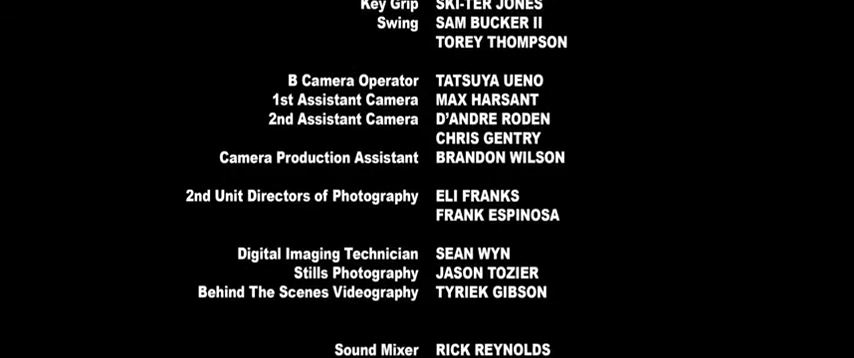 Key Grip SKI-TER JONES
Swing SAM BUCKER II
TOREY THOMPSON
B Camera Operator TATSUYA UENO
1st Assistant Camera MAX HARSANT
2nd Assistant Camera D'ANDRE RODEN
CHRIS GENTRY
Camera Production Assistant BRANDON WILSON
2nd Unit Directors of Photography ELI FRANKS
FRANK ESPINOSA
Digital Imaging Technician SEAN WYN
Stills Photography JASON TOZIER
Behind The Scenes Videography TYRIEK GIBSON
Sound Mixer RICK REYNOLDS